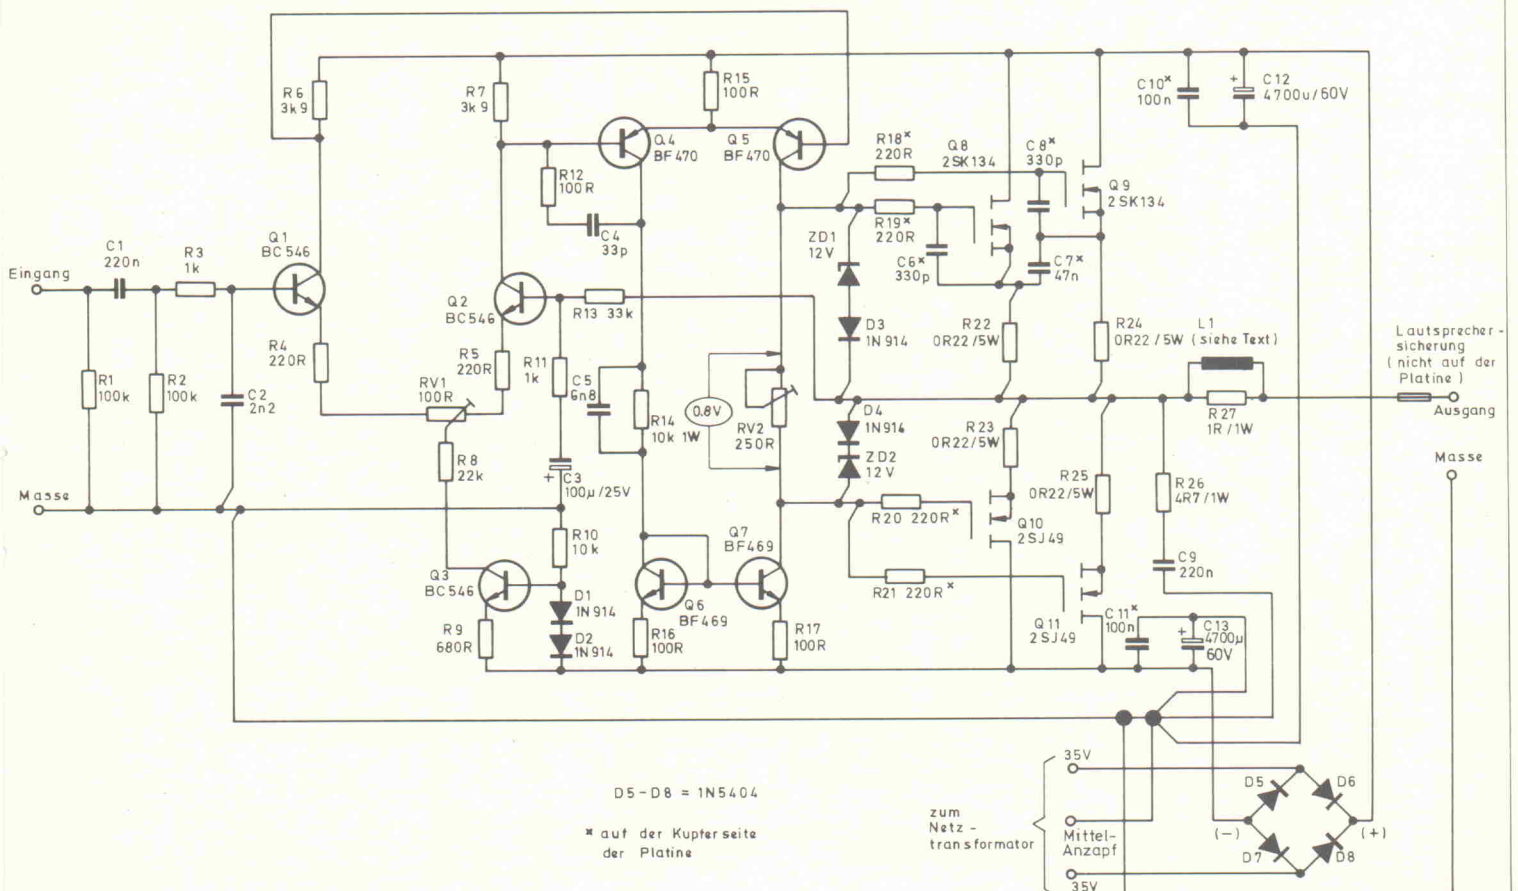 R6
3k9
R7
3k9
R15
100R
C10*
100n
+ C12
4700u/60V
Q4
BF470
Q5
BF470
R18*
220R
Q8
2SK134
C8*
330p
Q9
2SK134
R12
100R
C4
33p
R19*
220R
ZD1
12V
C6*
330p
C7*
47n
Q1
BC546
C1
220n
R3
1k
Eingang
Q2
BC546
R13 33k
D3
1N914
R22
0R22/5W
R24
0R22/5W
L1
(siehe Text)
Lautsprecher-
sicherung
(nicht auf der
Platine)
Ausgang
R4
220R
R5
220R
R11
1k
C5
6n8
RV1
100R
R1
100k
R2
100k
C2
2n2
R14
10k 1W
0.8V
RV2
250R
D4
1N914
ZD2
12V
R23
0R22/5W
R27
1R/1W
R8
22k
+ C3
100µ/25V
R25
0R22/5W
R26
4R7/1W
Masse
Masse
R20 220R*
Q10
2SJ49
R10
10k
Q7
BF469
Q3
BC546
D1
1N914
Q6
BF469
R21 220R*
C9
220n
R9
680R
D2
1N914
R16
100R
R17
100R
Q11
2SJ49
C11*
100n
+ C13
4700µ
60V
D5-D8 = 1N5404
* auf der Kupferseite
der Platine
zum
Netz-
transformator
35V
Mittel-
Anzapf
35V
D5
D6
(-)
(+)
D7
D8